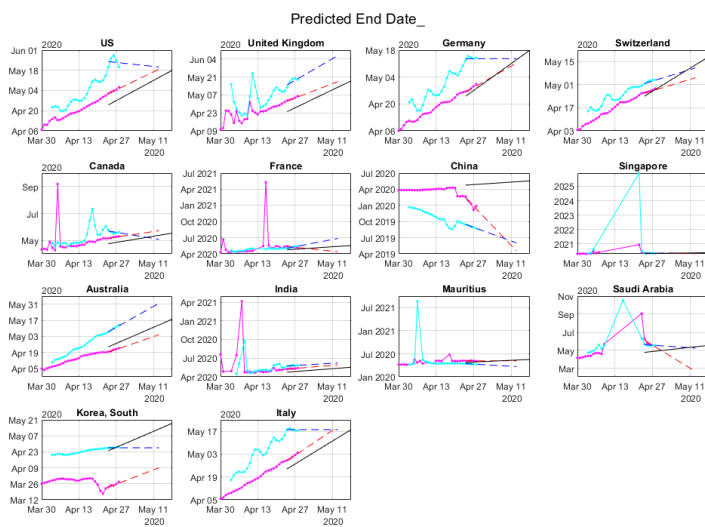 Predicted End Date_
2020 US
Jun 01
May 18
May 04
Apr 20
Apr 06
Mar 30 Apr 13 Apr 27 May 11
2020
2020 United Kingdom
Jun 04
May 21
May 07
Apr 23
Apr 09
Mar 30 Apr 13 Apr 27 May 11
2020
2020 Germany
May 18
May 04
Apr 20
Apr 06
Mar 30 Apr 13 Apr 27 May 11
2020
2020 Switzerland
May 15
May 01
Apr 17
Apr 03
Mar 30 Apr 13 Apr 27 May 11
2020
2020 Canada
Sep
Jul
May
Mar 30 Apr 13 Apr 27 May 11
2020
France
Jul 2021
Apr 2021
Jan 2021
Oct 2020
Jul 2020
Apr 2020
Mar 30 Apr 13 Apr 27 May 11
2020
China
Jul 2020
Apr 2020
Jan 2020
Oct 2019
Jul 2019
Apr 2019
Mar 30 Apr 13 Apr 27 May 11
2020
Singapore
2025
2024
2023
2022
2021
Mar 30 Apr 13 Apr 27 May 11
2020
2020 Australia
May 31
May 17
May 03
Apr 19
Apr 05
Mar 30 Apr 13 Apr 27 May 11
2020
India
Apr 2021
Jan 2021
Oct 2020
Jul 2020
Apr 2020
Mar 30 Apr 13 Apr 27 May 11
2020
Mauritius
Jul 2021
Jan 2021
Jul 2020
Jan 2020
Mar 30 Apr 13 Apr 27 May 11
2020
2020 Saudi Arabia
Nov
Sep
Jul
May
Mar
Mar 30 Apr 13 Apr 27 May 11
2020
2020 Korea, South
May 21
May 07
Apr 23
Apr 09
Mar 26
Mar 12
Mar 30 Apr 13 Apr 27 May 11
2020
2020 Italy
May 17
May 03
Apr 19
Apr 05
Mar 30 Apr 13 Apr 27 May 11
2020